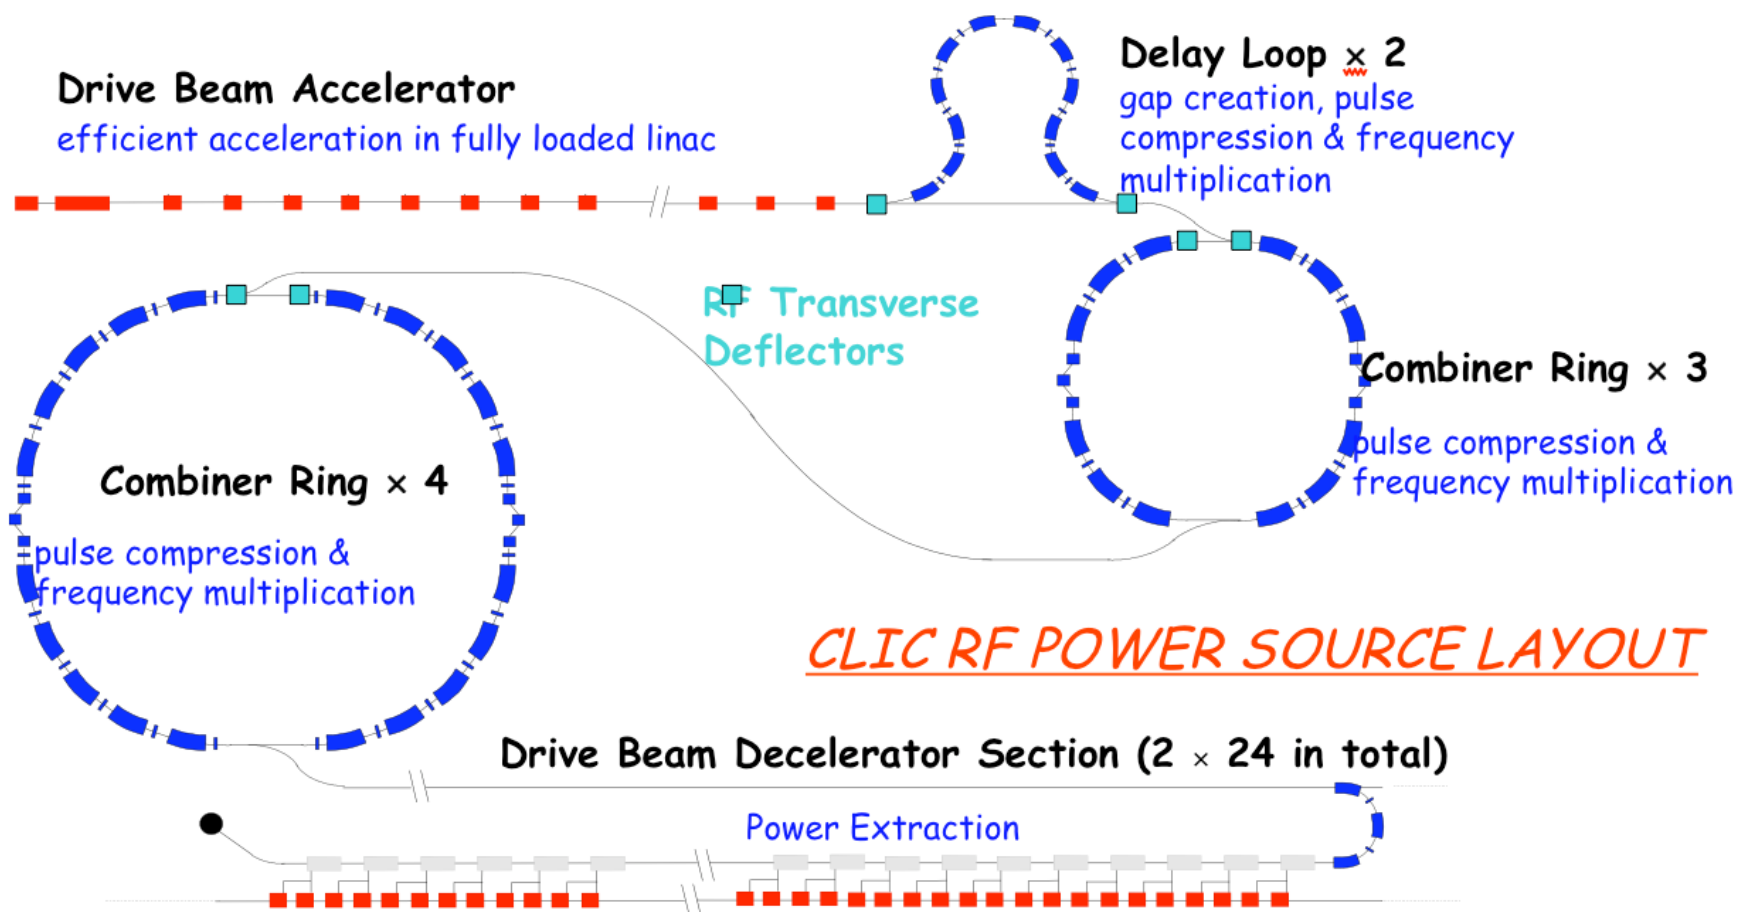 Drive Beam Accelerator
efficient acceleration in fully loaded linac
Delay Loop × 2
gap creation, pulse
compression & frequency
multiplication
RF Transverse
Deflectors
Combiner Ring × 3
pulse compression &
frequency multiplication
Combiner Ring × 4
pulse compression &
frequency multiplication
CLIC RF POWER SOURCE LAYOUT
Drive Beam Decelerator Section (2 × 24 in total)
Power Extraction